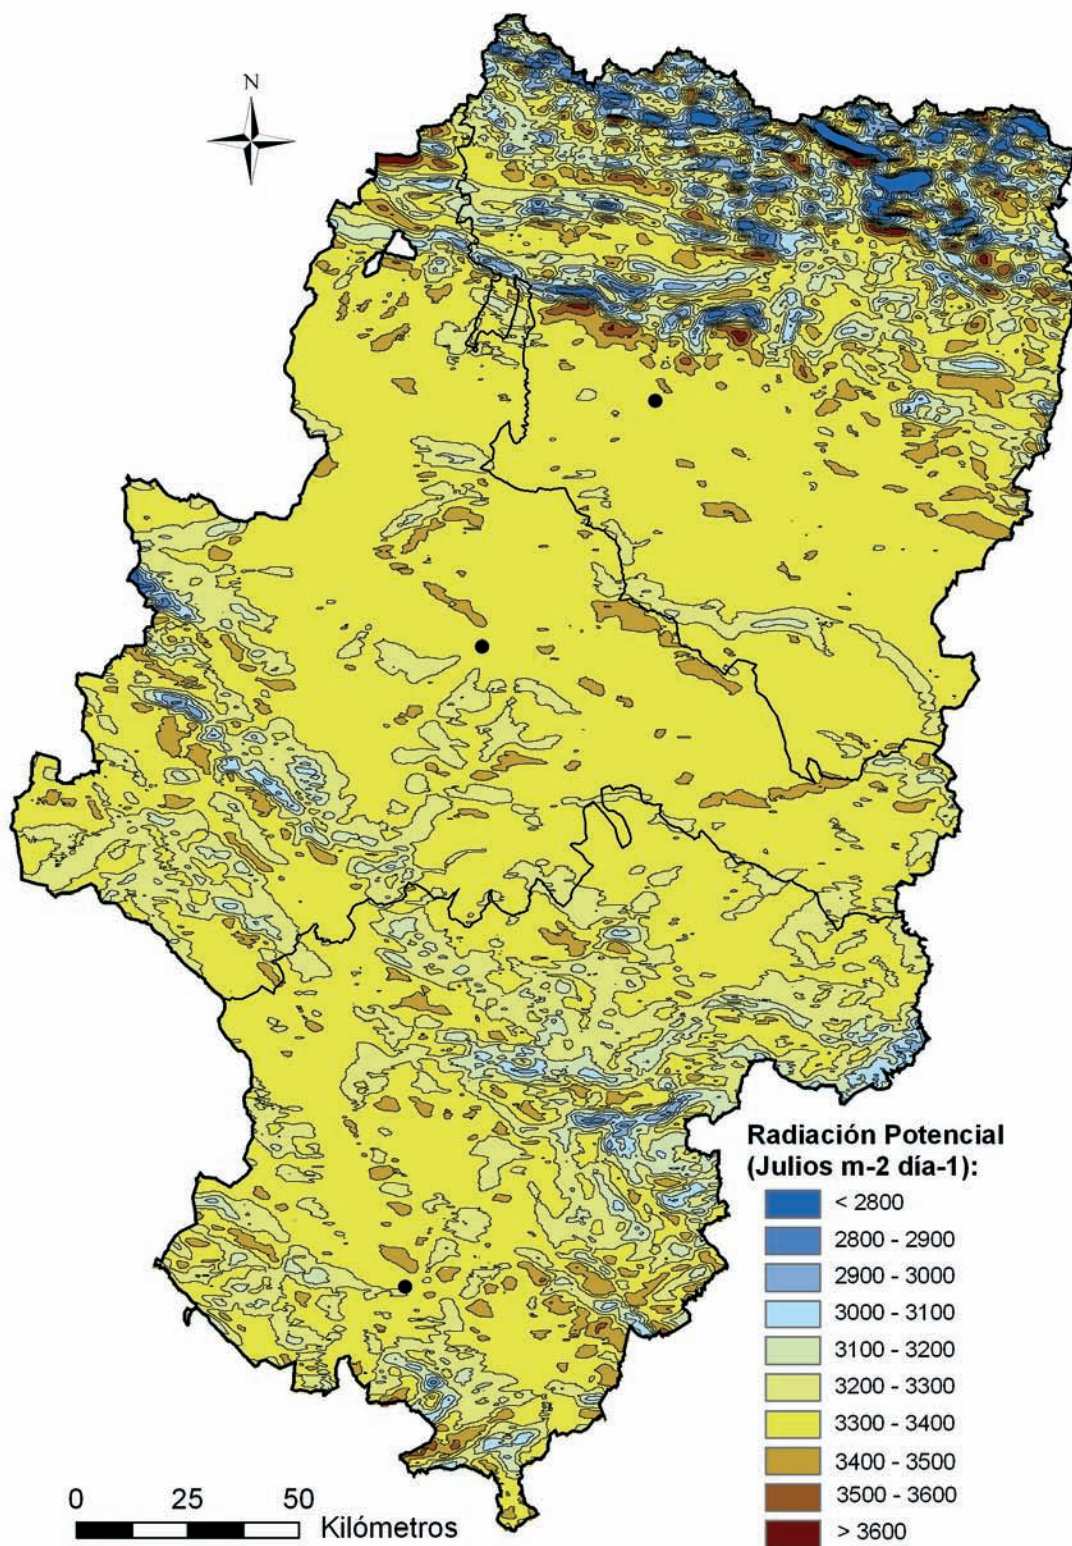 N
Radiación Potencial
(Julios m-2 día-1):
< 2800
2800 - 2900
2900 - 3000
3000 - 3100
3100 - 3200
3200 - 3300
3300 - 3400
3400 - 3500
3500 - 3600
> 3600
0 25 50
Kilómetros